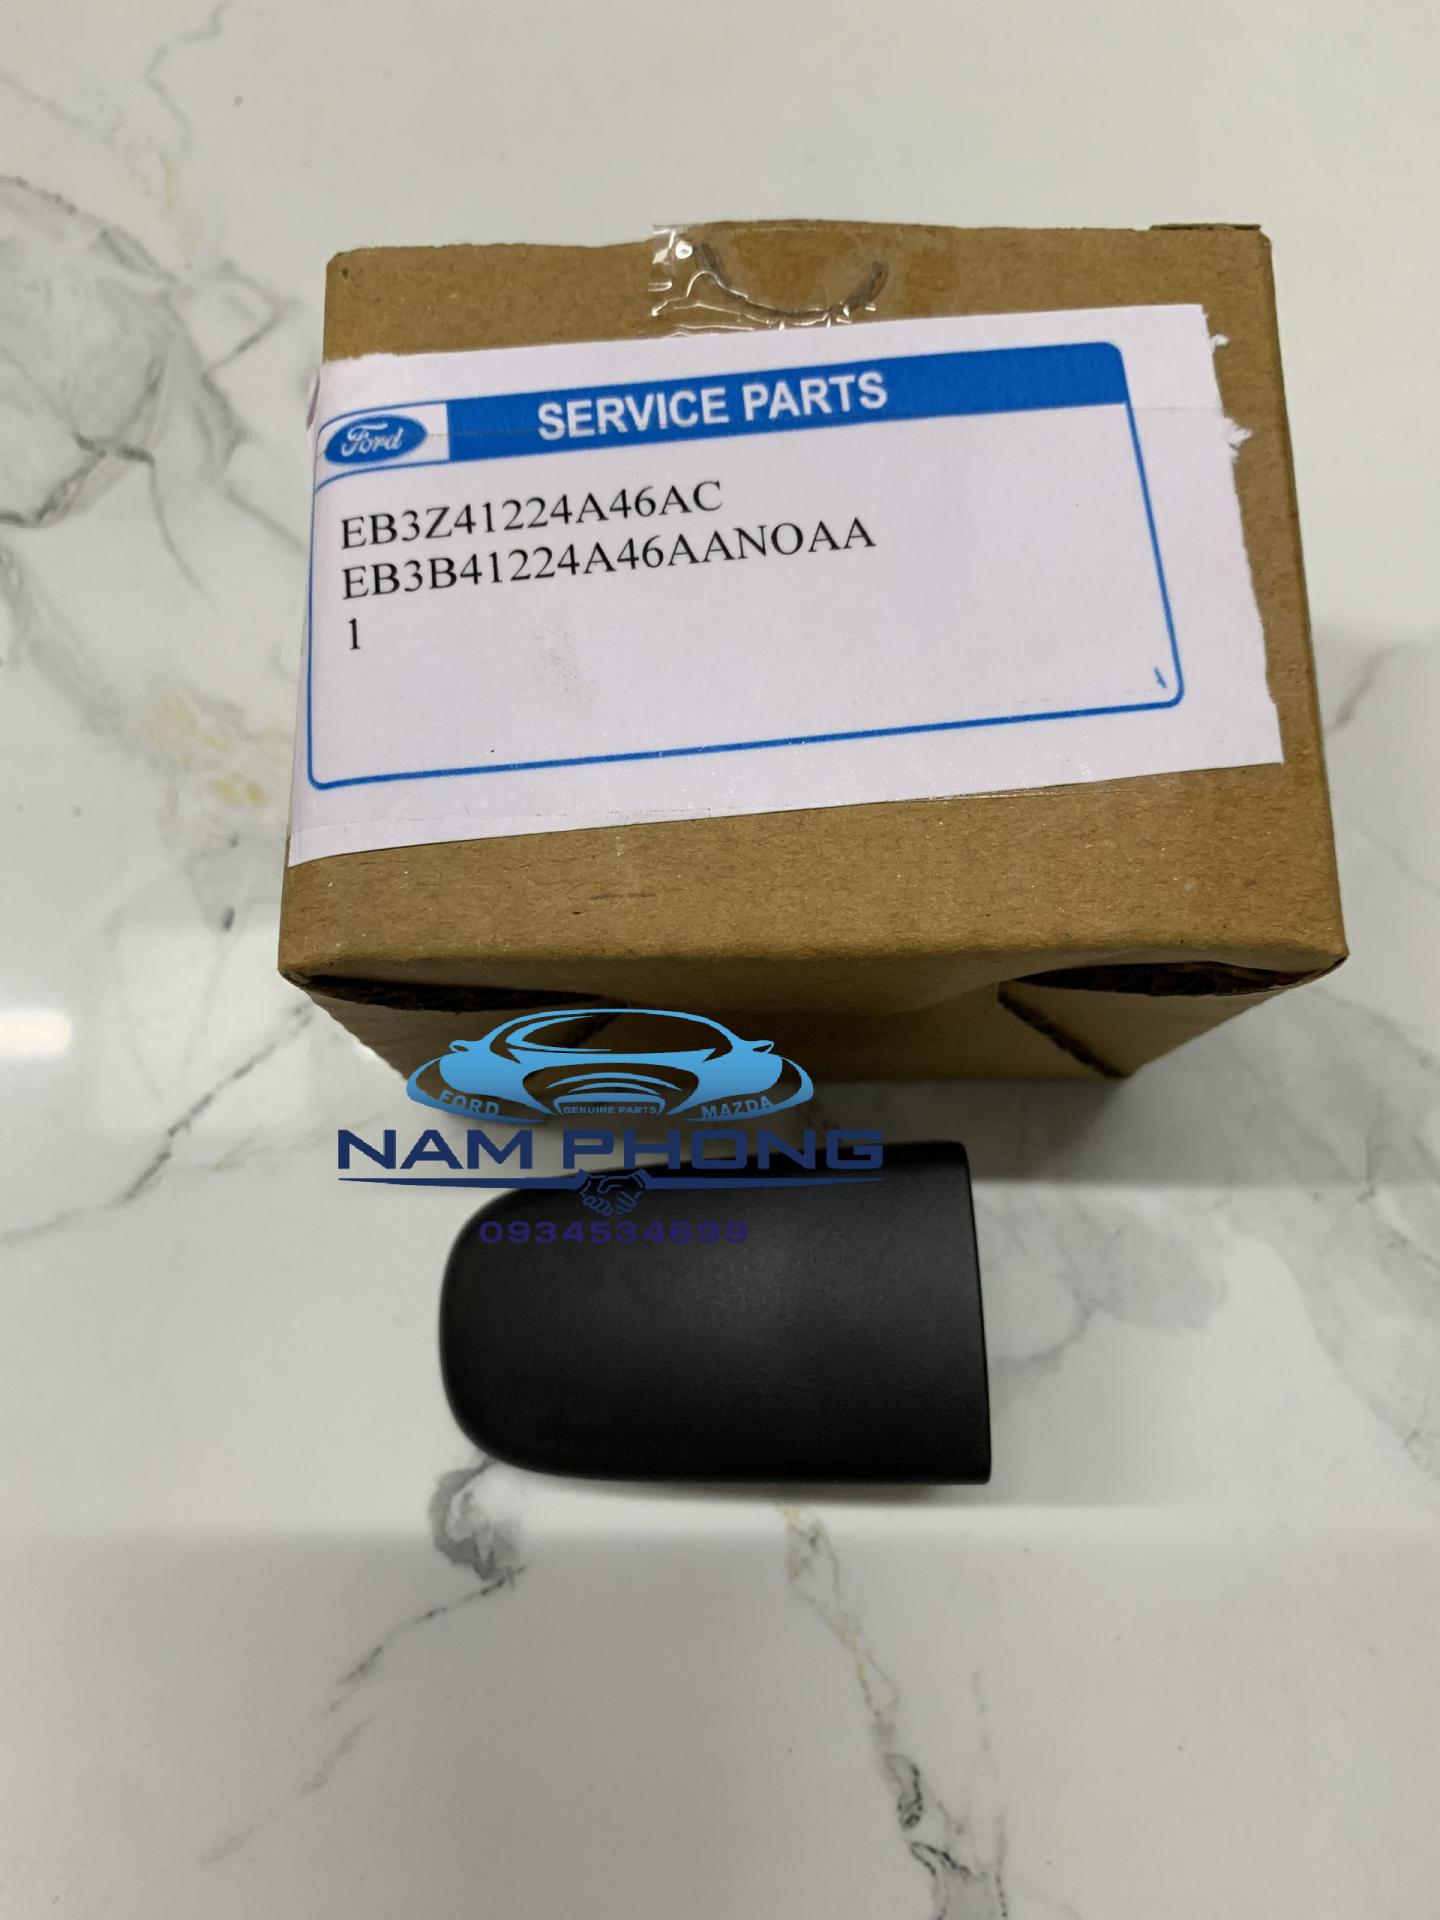 Ford SERVICE PARTS
EB3Z41224A46AC
EB3B41224A46AANOAA
1
FORD GENUINE PARTS MAZDA
NAM PHONG
0934534699